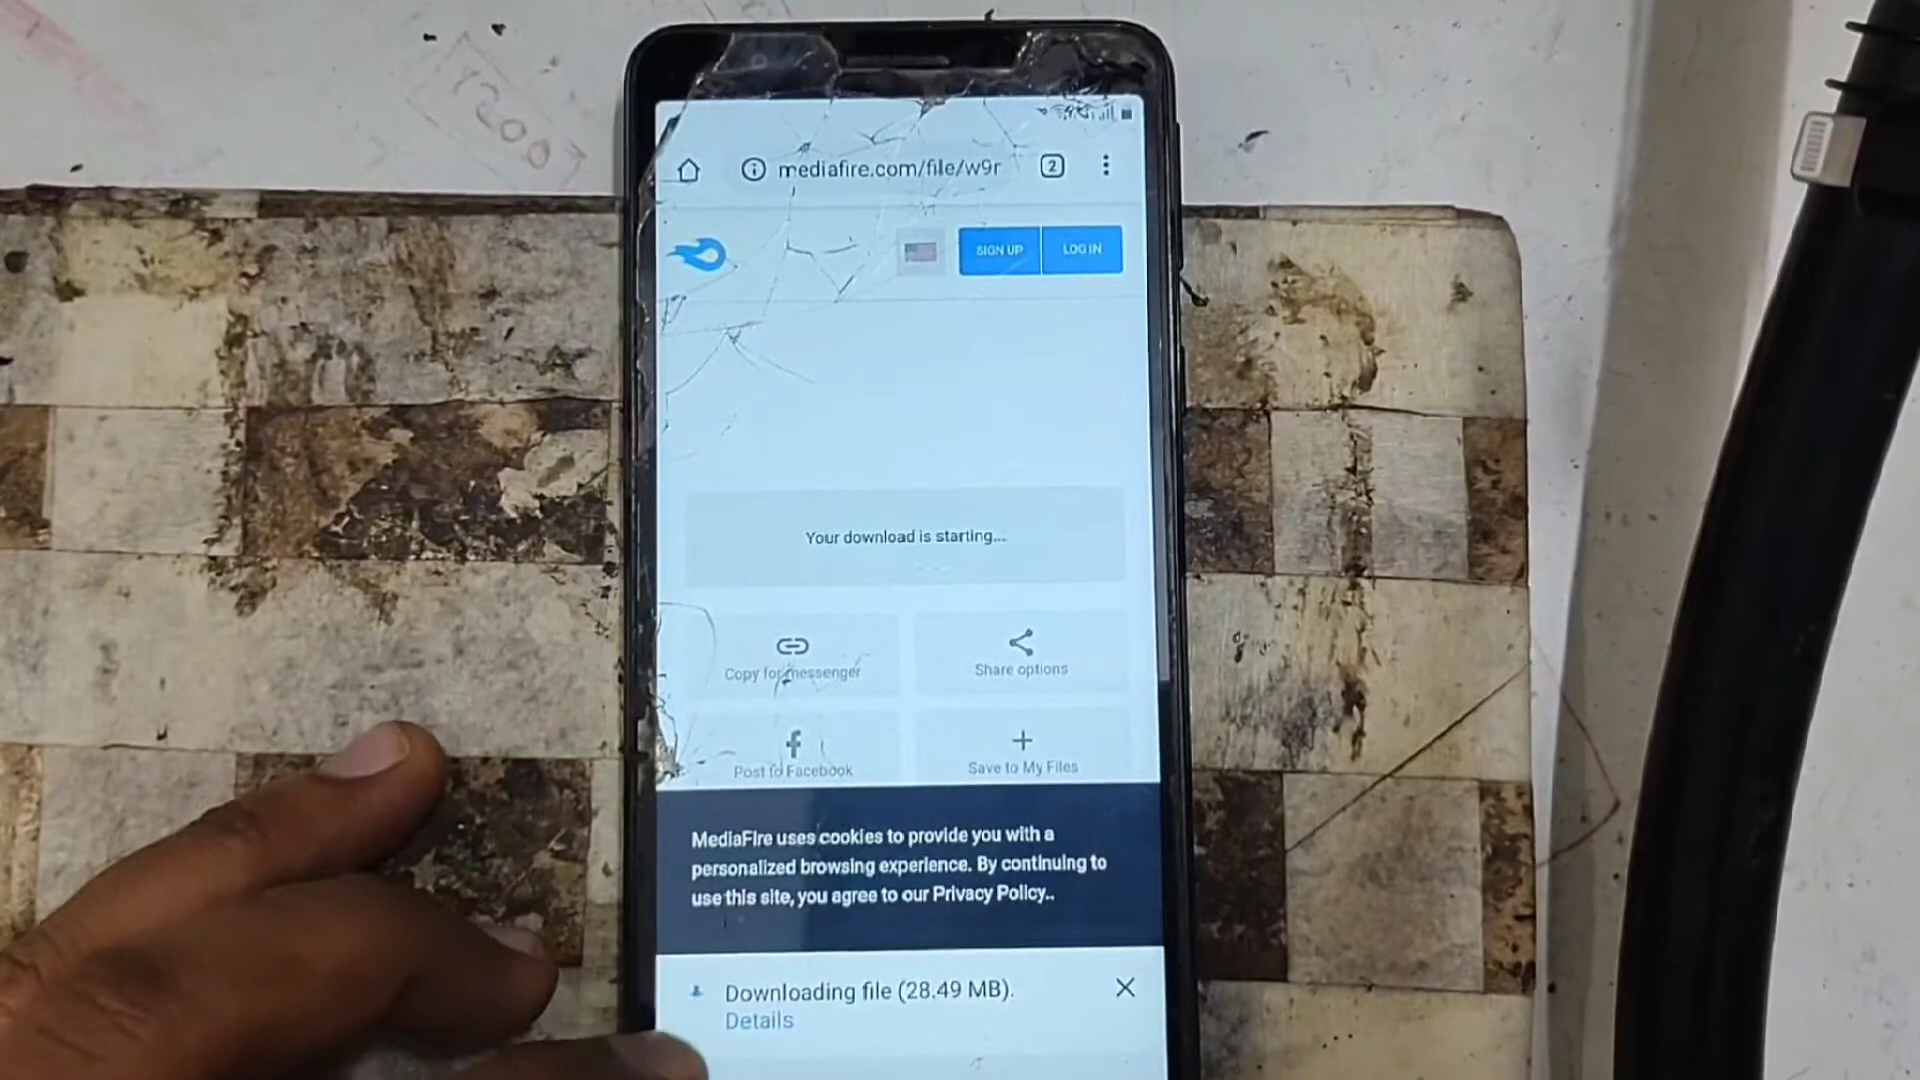 mediafire.com/file/w9r
2
SIGN UP
LOG IN
Your download is starting...
Copy for messenger
Share options
Post to Facebook
Save to My Files
MediaFire uses cookies to provide you with a
personalized browsing experience. By continuing to
use this site, you agree to our Privacy Policy..
Downloading file (28.49 MB).
Details